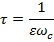 τ = 1/(εω_c)